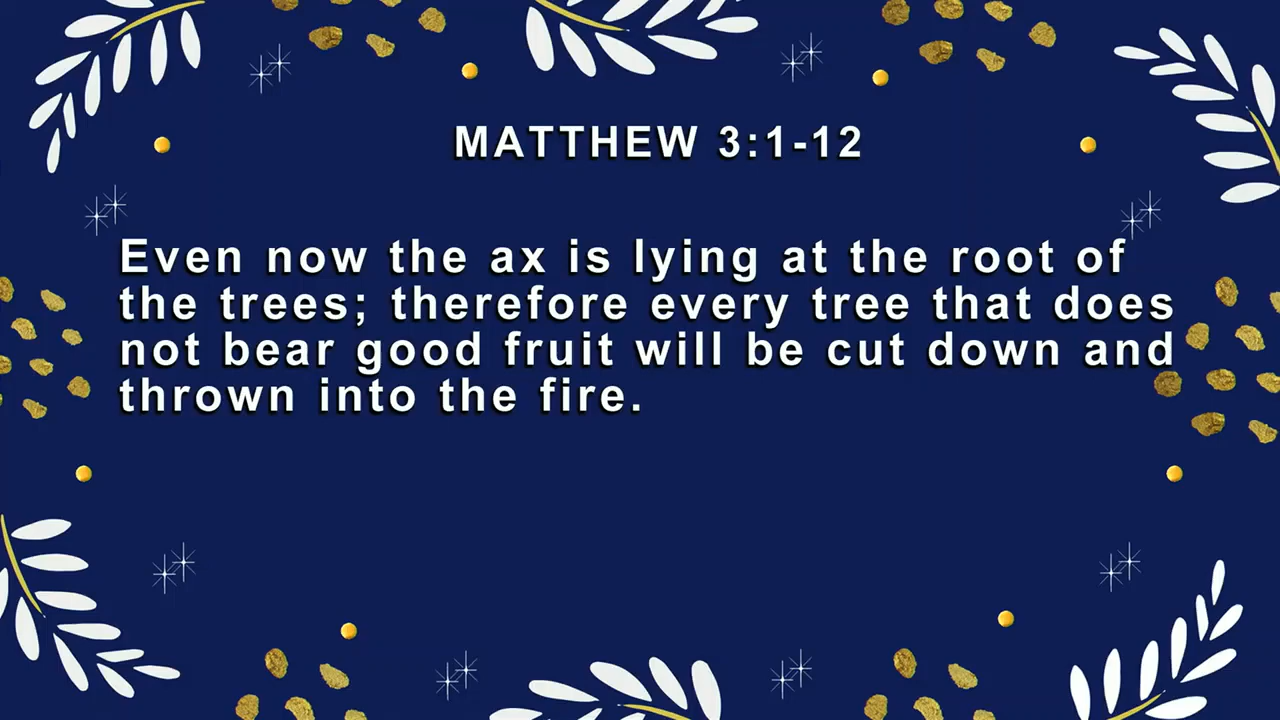 MATTHEW 3:1-12
Even now the ax is lying at the root of
the trees; therefore every tree that does
not bear good fruit will be cut down and
thrown into the fire.